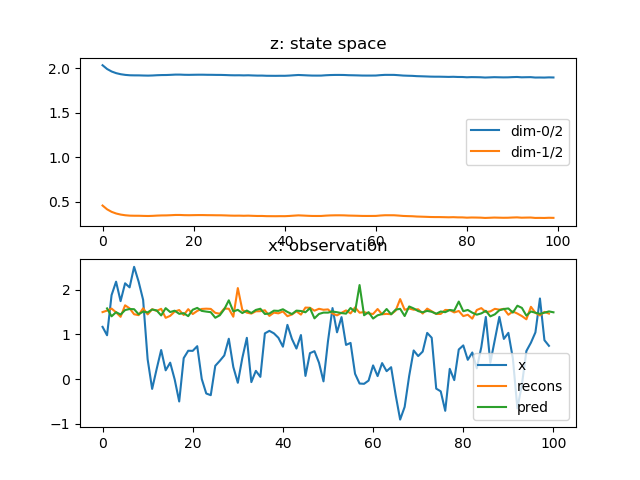 z: state space
2.0
1.5
1.0
0.5
dim-0/2
dim-1/2
0 20 40 60 80 100
x: observation
2
1
0
−1
x
recons
pred
0 20 40 60 80 100